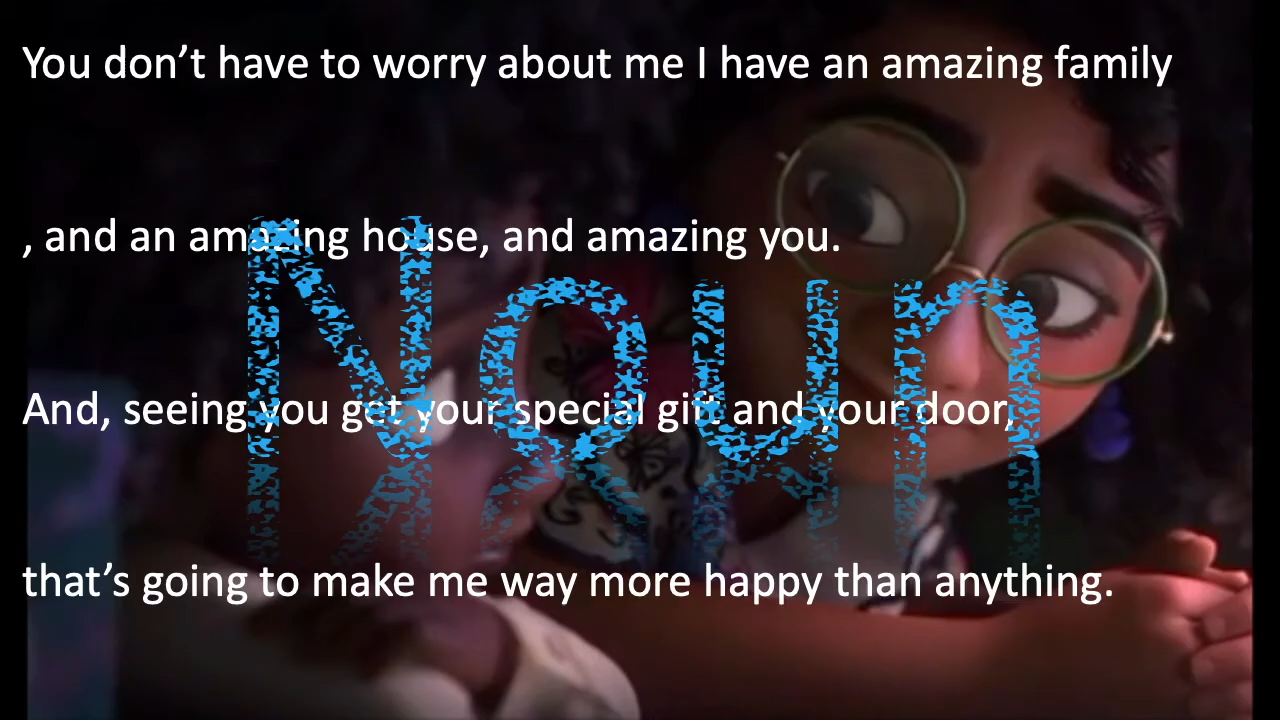 You don’t have to worry about me I have an amazing family
, and an amazing house, and amazing you.
Noun
And, seeing you get your special gift and your door,
that’s going to make me way more happy than anything.